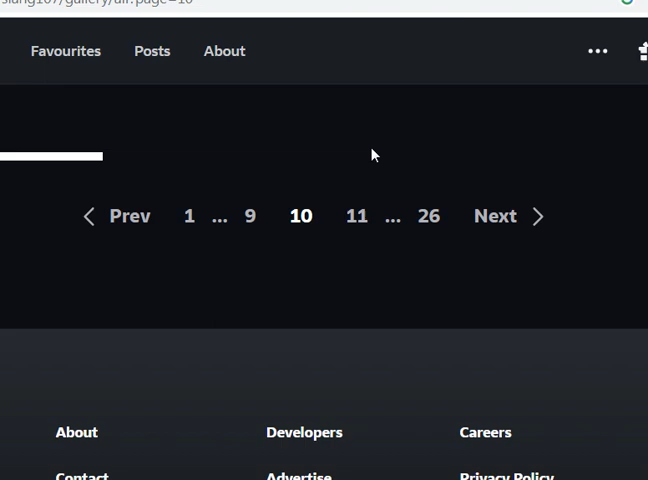 Favourites Posts About
Prev 1 ... 9 10 11 ... 26 Next
About Developers Careers
Contact Advertise Privacy Policy